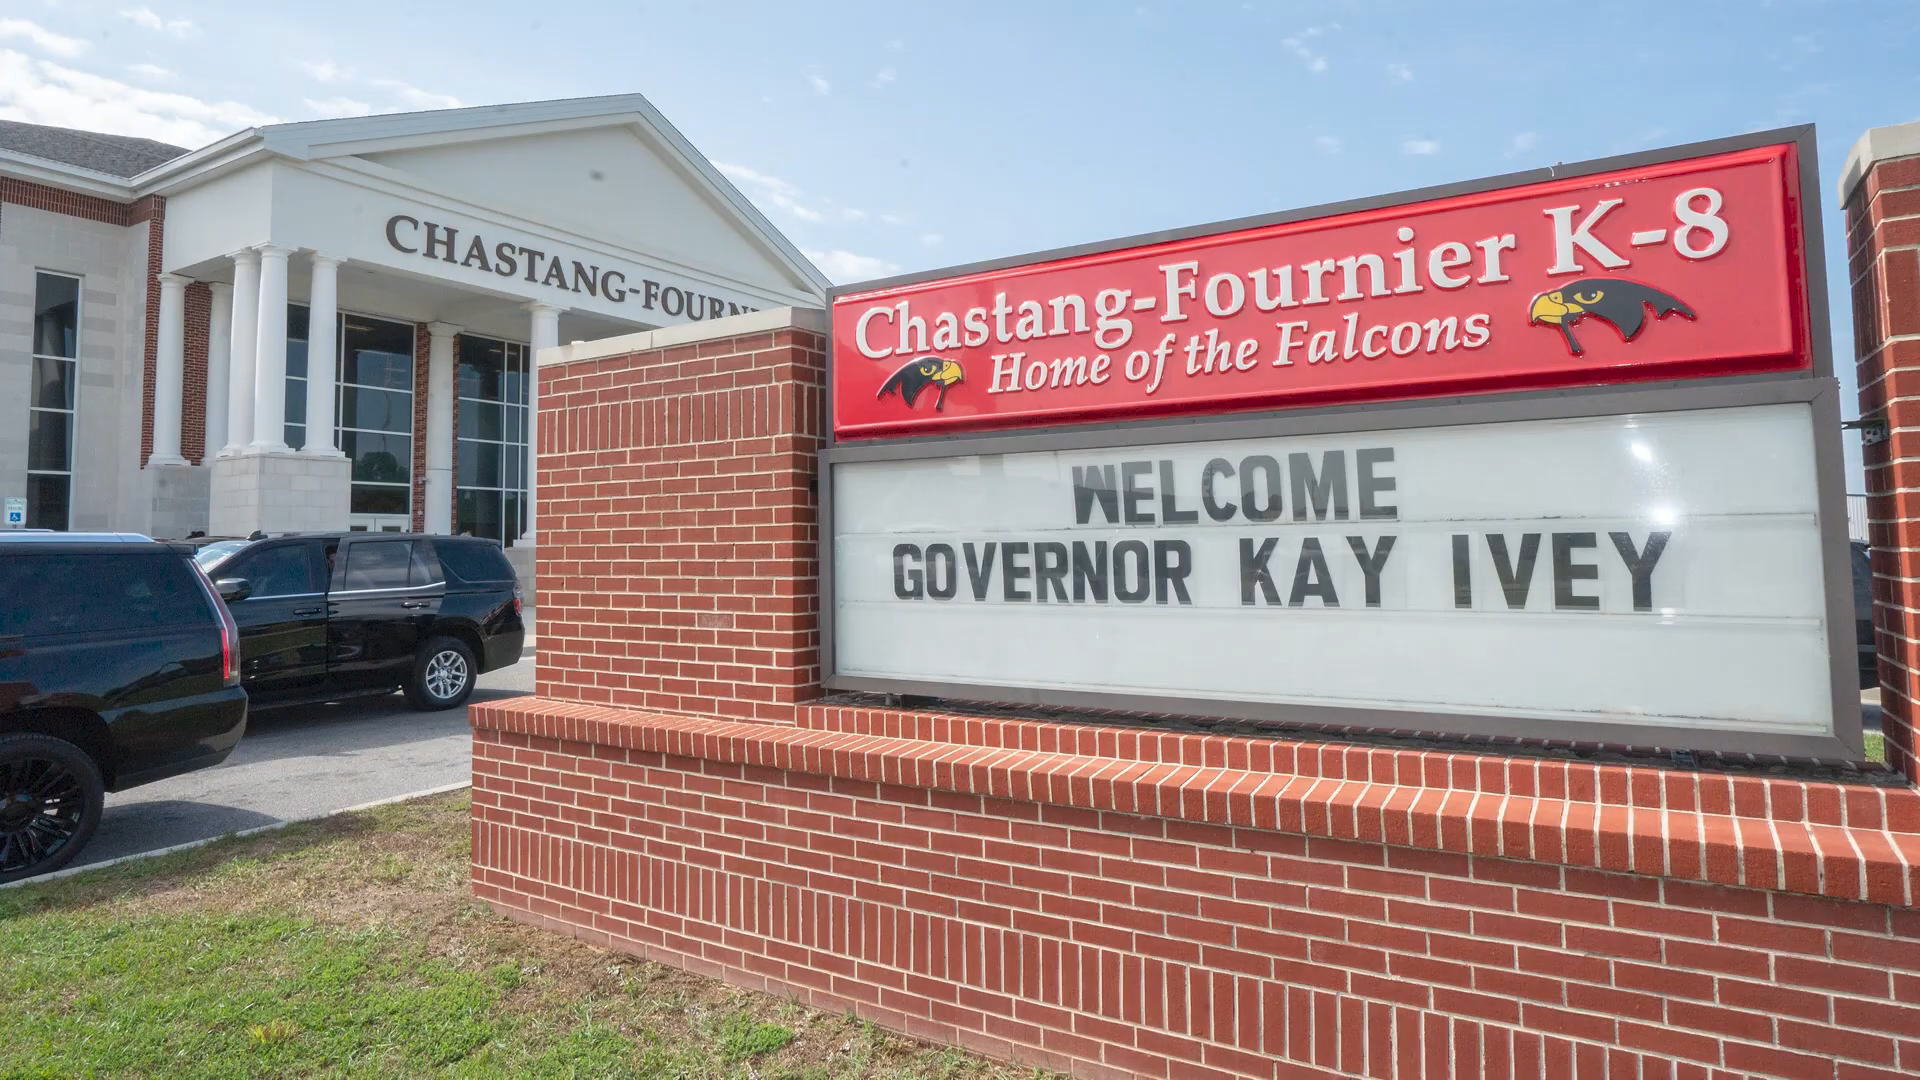 CHASTANG-FOURN
Chastang-Fournier K-8
Home of the Falcons
WELCOME
GOVERNOR KAY IVEY